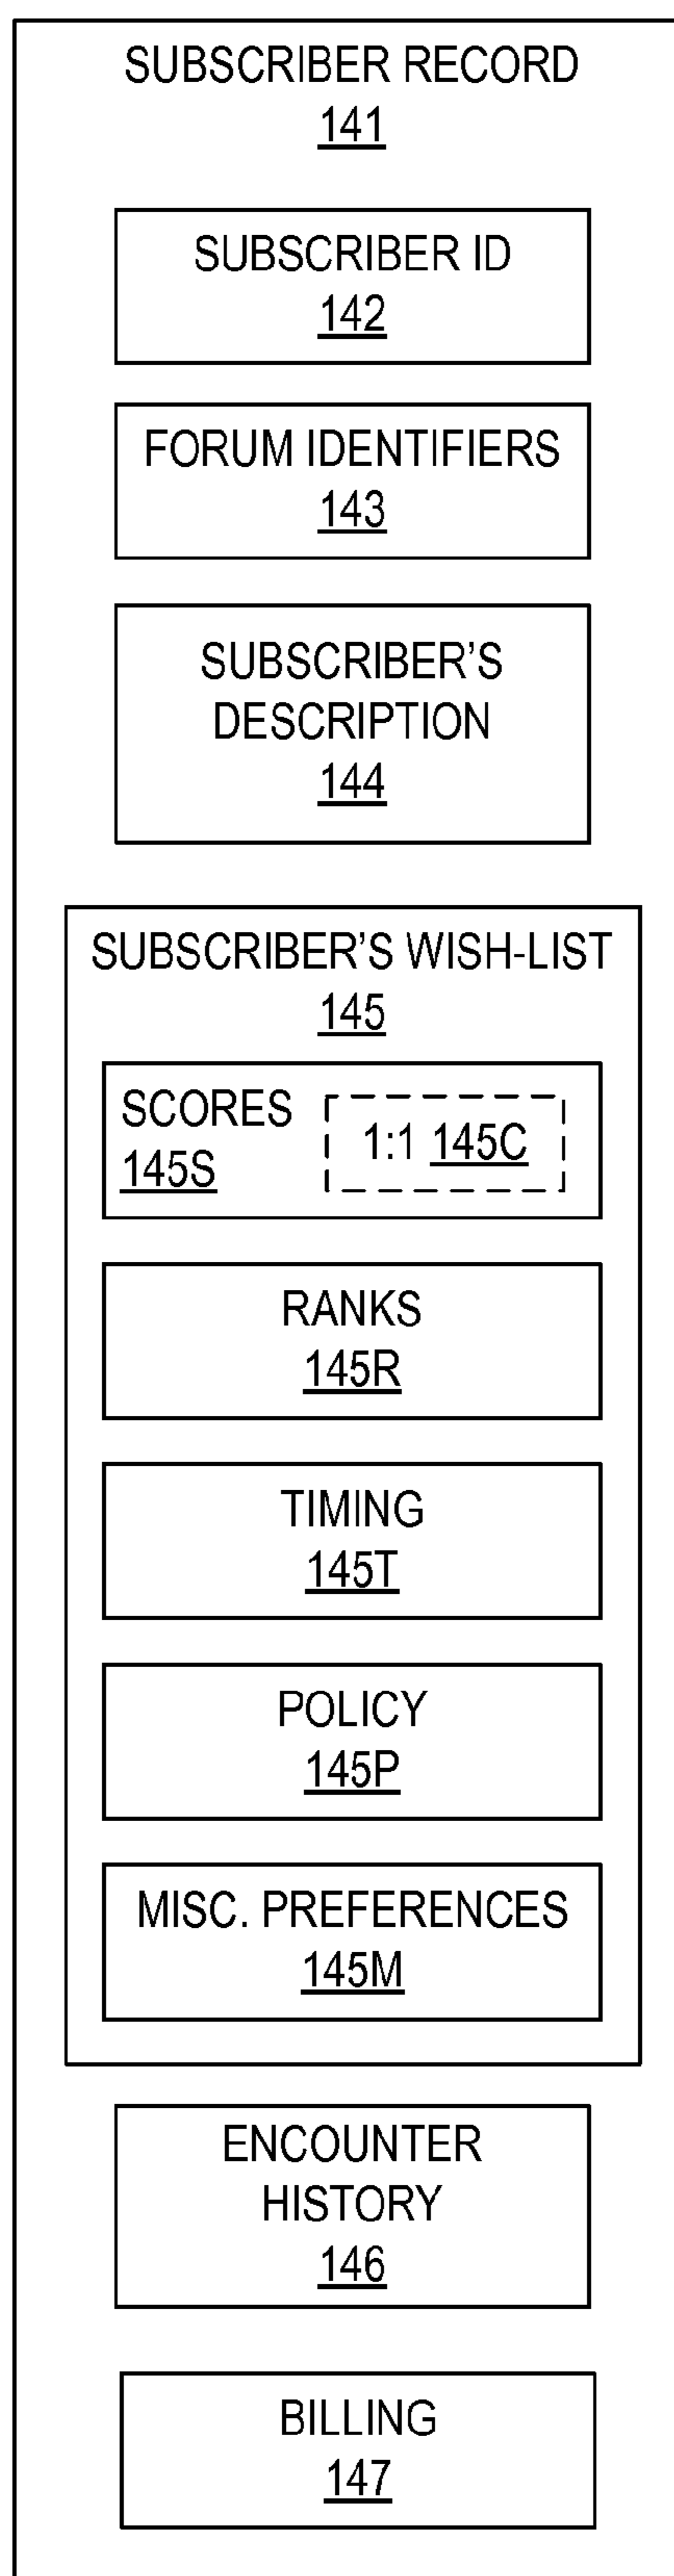 SUBSCRIBER RECORD
141
SUBSCRIBER ID
142
FORUM IDENTIFIERS
143
SUBSCRIBER'S
DESCRIPTION
144
SUBSCRIBER'S WISH-LIST
145
SCORES
145S
1:1 145C
RANKS
145R
TIMING
145T
POLICY
145P
MISC. PREFERENCES
145M
ENCOUNTER
HISTORY
146
BILLING
147